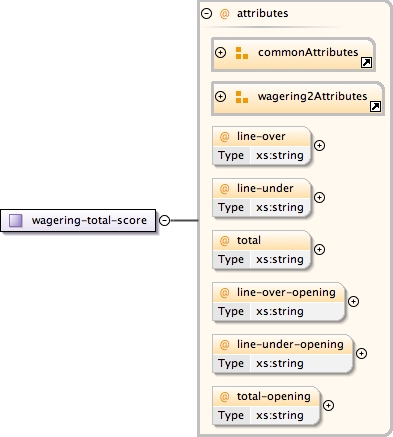 @ attributes
commonAttributes
wagering2Attributes
@ line-over
Type xs:string
@ line-under
Type xs:string
wagering-total-score
@ total
Type xs:string
@ line-over-opening
Type xs:string
@ line-under-opening
Type xs:string
@ total-opening
Type xs:string